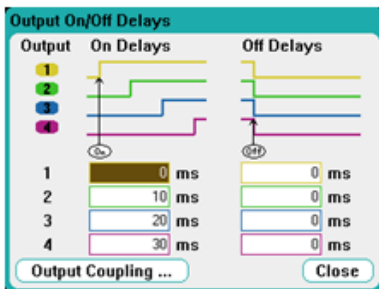 Output On/Off Delays
Output On Delays Off Delays
1
2
3
4
On Off
1 0 ms 0 ms
2 10 ms 0 ms
3 20 ms 0 ms
4 30 ms 0 ms
Output Coupling ... Close